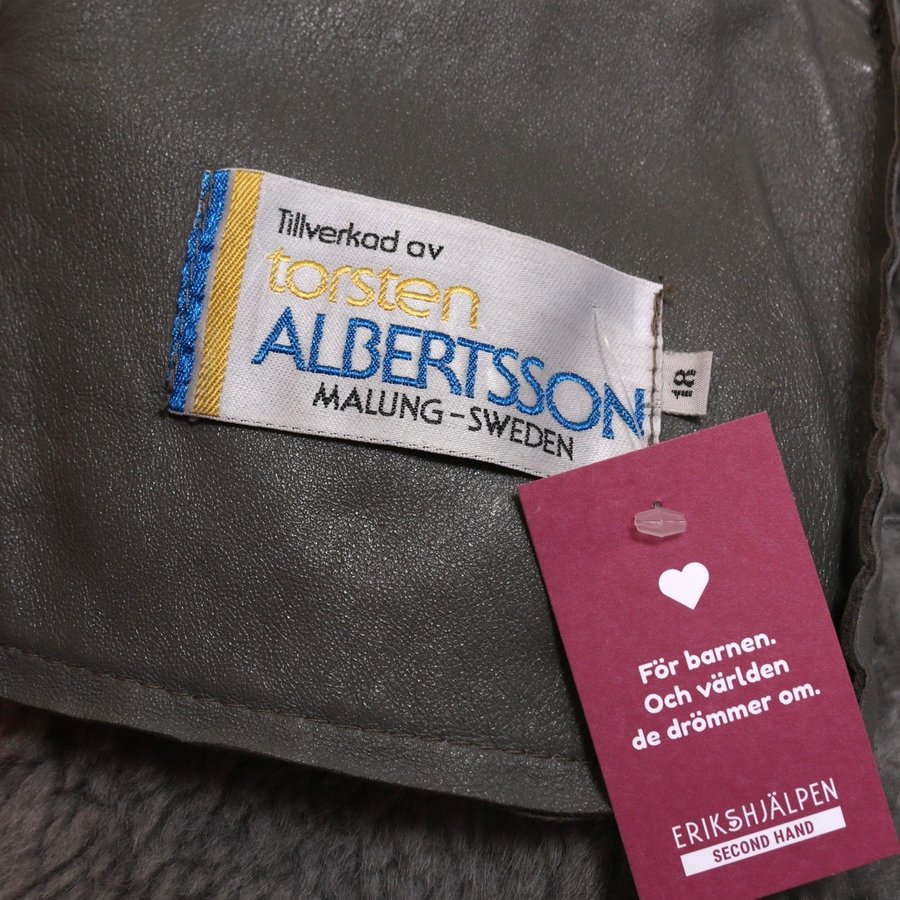 Tillverkad av
torsten
ALBERTSSON
MALUNG-SWEDEN
18
För barnen.
Och världen
de drömmer om.
ERIKSHJÄLPEN
SECOND HAND